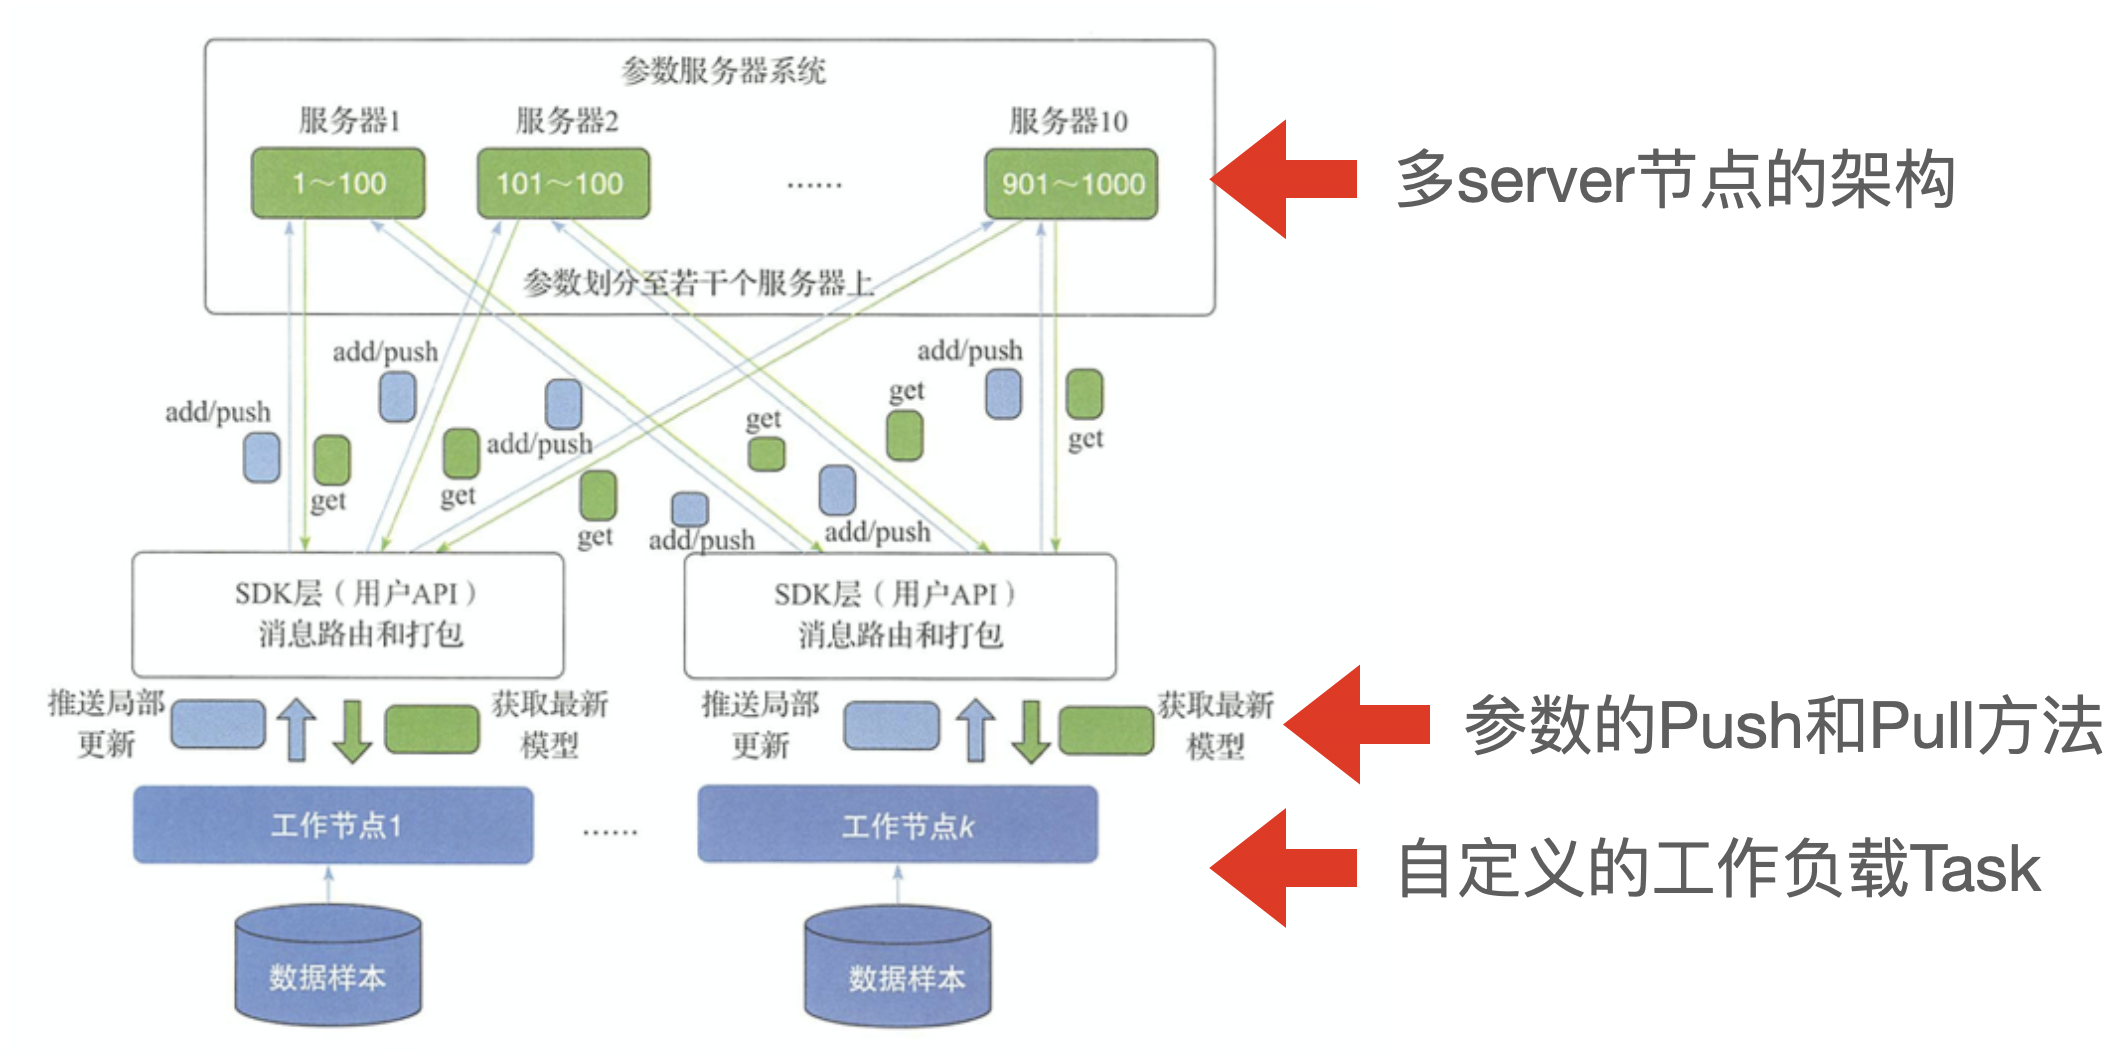 参数服务器系统
服务器1
服务器2
服务器10
1～100
101～100
......
901～1000
多server节点的架构
参数划分至若干个服务器上
add/push
add/push
add/push
get
get
add/push
get
add/push
get
get
get
add/push
add/push
get
SDK层（用户API）
消息路由和打包
SDK层（用户API）
消息路由和打包
推送局部
更新
获取最新
模型
推送局部
更新
获取最新
模型
参数的Push和Pull方法
工作节点1
......
工作节点k
自定义的工作负载Task
数据样本
数据样本